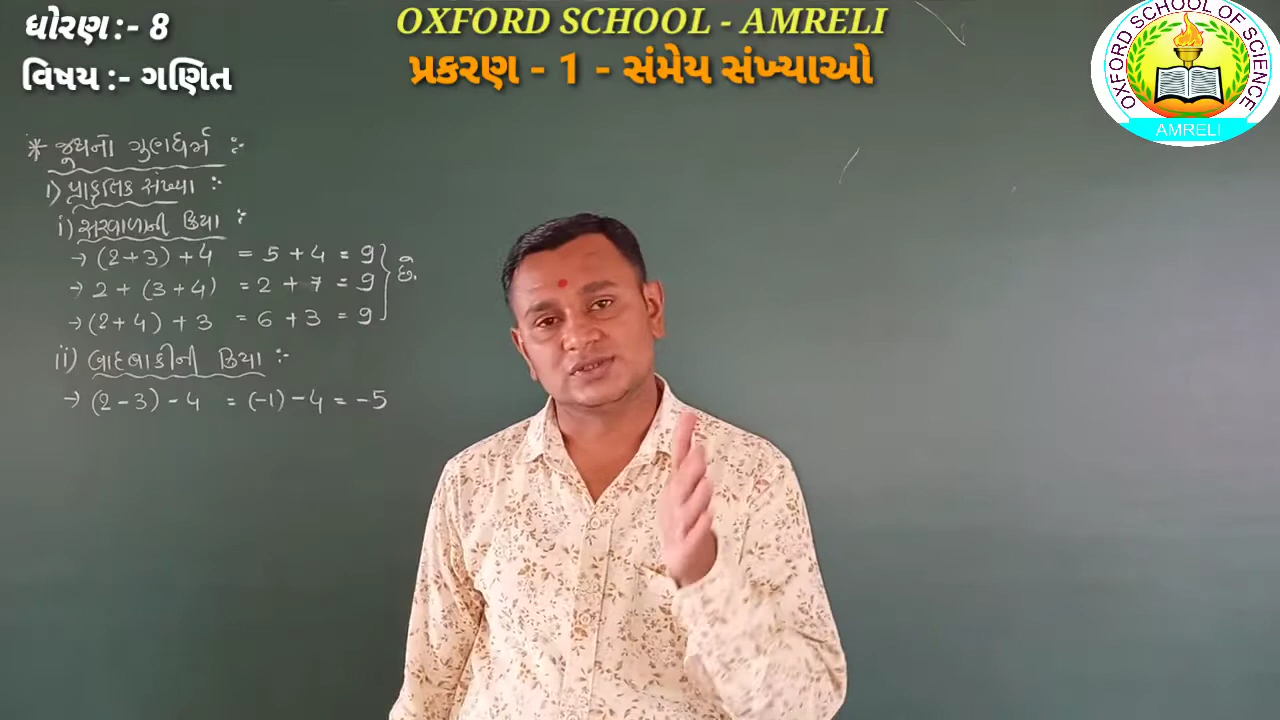 ધોરણ :- 8
વિષય :- ગણિત
OXFORD SCHOOL - AMRELI
પ્રકરણ - 1 - સંમેય સંખ્યાઓ
OXFORD SCHOOL OF SCIENCE
AMRELI
* જૂથનો ગુણધર્મ :-
1) પ્રાકૃતિક સંખ્યા :-
i) સરવાળાની ક્રિયા :-
→ (2+3) + 4 = 5 + 4 = 9
→ 2 + (3 + 4) = 2 + 7 = 9
→ (2+4) + 3 = 6 + 3 = 9
છે.
ii) બાદબાકીની ક્રિયા :-
→ (2 - 3) - 4 = (-1) - 4 = -5